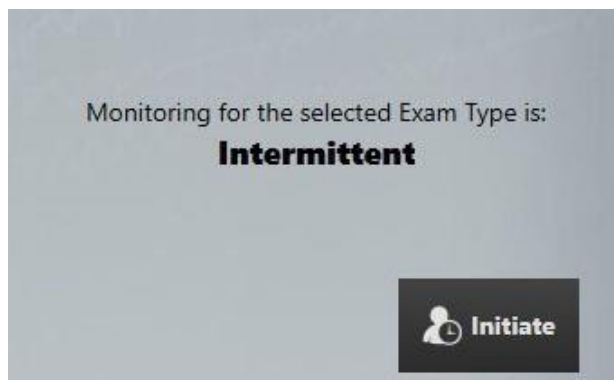 Monitoring for the selected Exam Type is:
Intermittent
Initiate